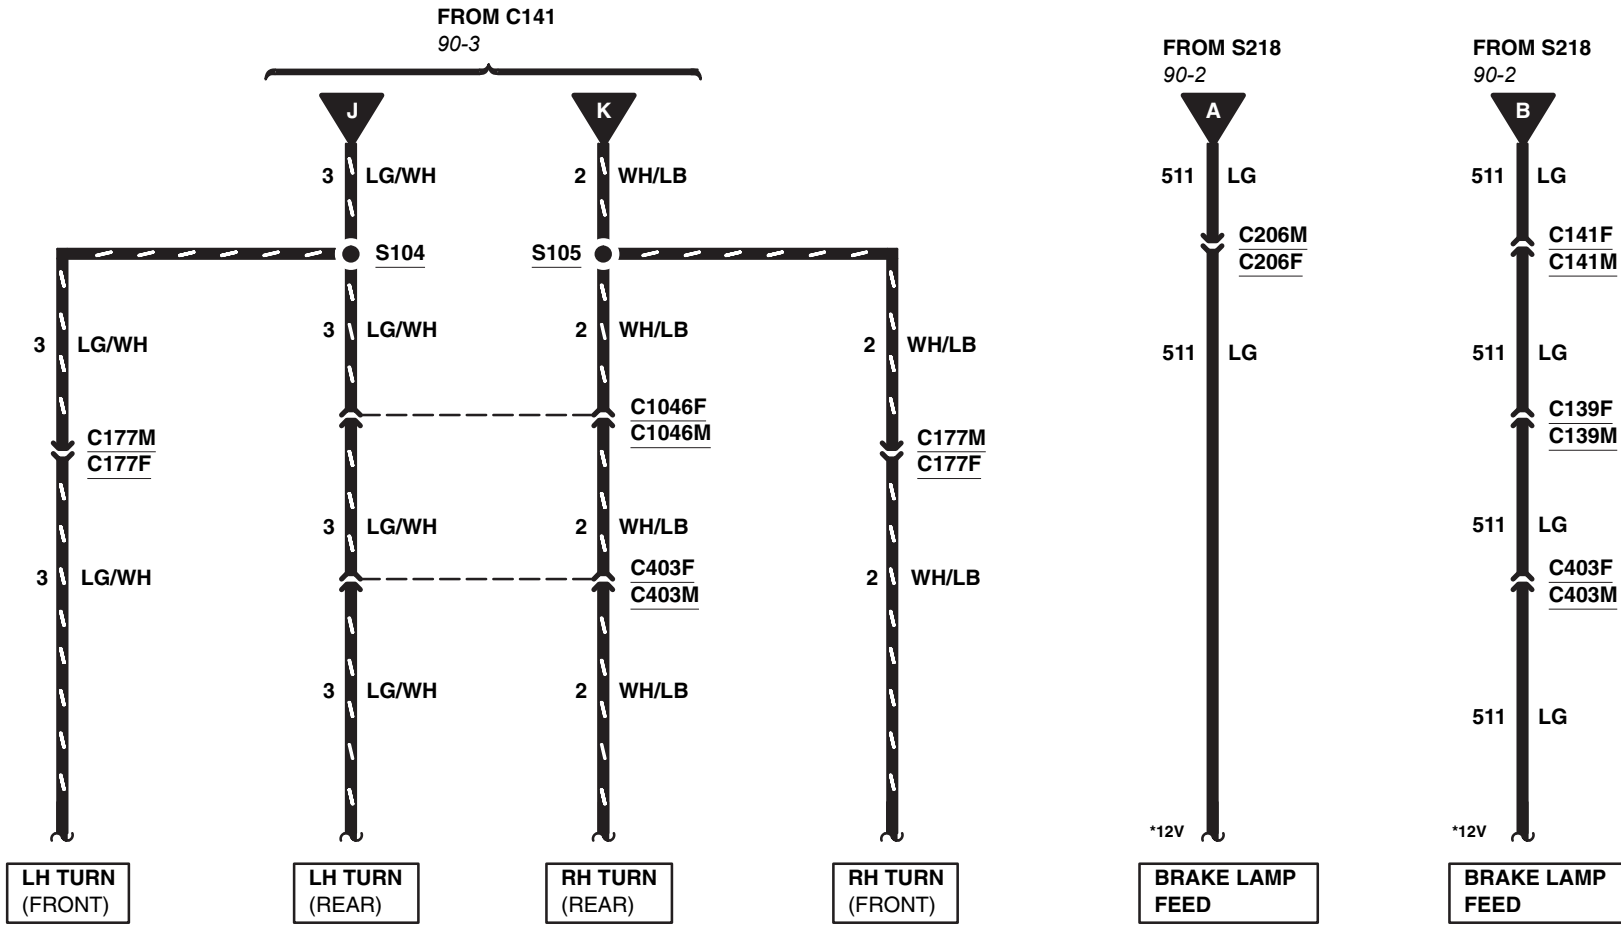 FROM C141
90-3
FROM S218
90-2
FROM S218
90-2
J
K
A
B
3 LG/WH
2 WH/LB
511 LG
511 LG
C206M
C206F
C141F
C141M
S104
S105
3 LG/WH
3 LG/WH
2 WH/LB
2 WH/LB
511 LG
511 LG
C1046F
C1046M
C139F
C139M
C177M
C177F
C177M
C177F
3 LG/WH
2 WH/LB
511 LG
C403F
C403M
C403F
C403M
3 LG/WH
2 WH/LB
3 LG/WH
2 WH/LB
511 LG
*12V
*12V
LH TURN
(FRONT)
LH TURN
(REAR)
RH TURN
(REAR)
RH TURN
(FRONT)
BRAKE LAMP
FEED
BRAKE LAMP
FEED